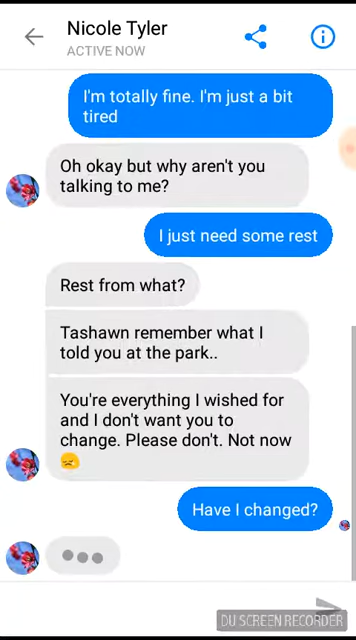 Nicole Tyler
ACTIVE NOW
I'm totally fine. I'm just a bit
tired
Oh okay but why aren't you
talking to me?
I just need some rest
Rest from what?
Tashawn remember what I
told you at the park..
You're everything I wished for
and I don't want you to
change. Please don't. Not now
😞
Have I changed?
DU SCREEN RECORDER